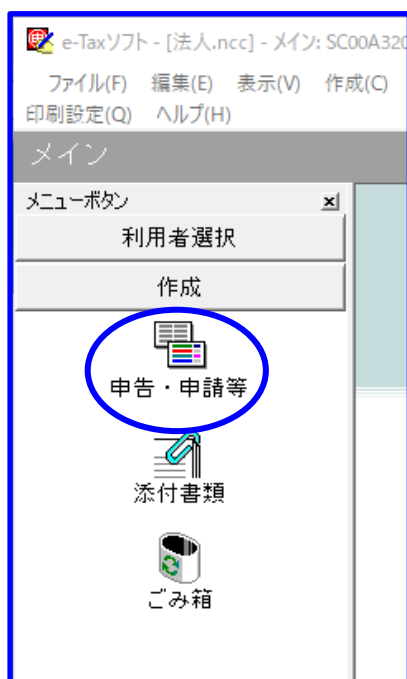 e-Taxソフト - [法人.ncc] - メイン: SC00A320
ファイル(F) 編集(E) 表示(V) 作成(C)
印刷設定(Q) ヘルプ(H)
メイン
メニューボタン
利用者選択
作成
申告・申請等
添付書類
ごみ箱